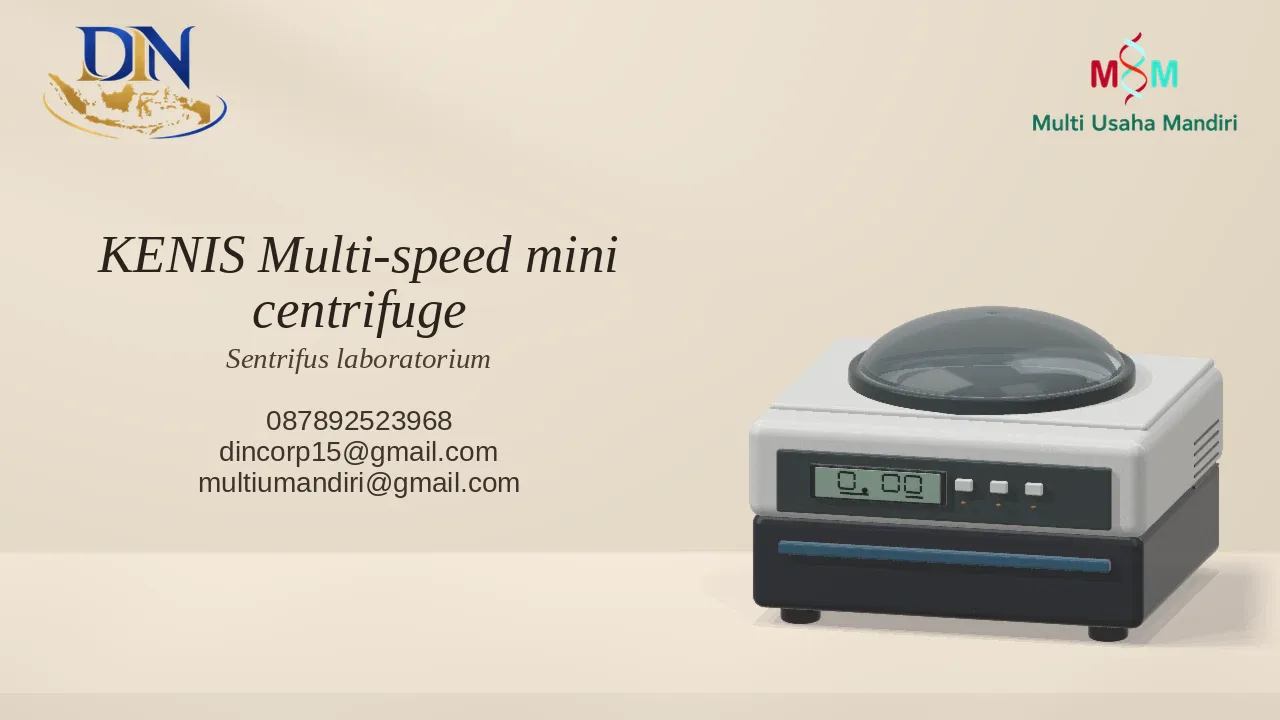 DIN
MSM
Multi Usaha Mandiri
KENIS Multi-speed mini
centrifuge
Sentrifus laboratorium
087892523968
dincorp15@gmail.com
multiumandiri@gmail.com
0.00